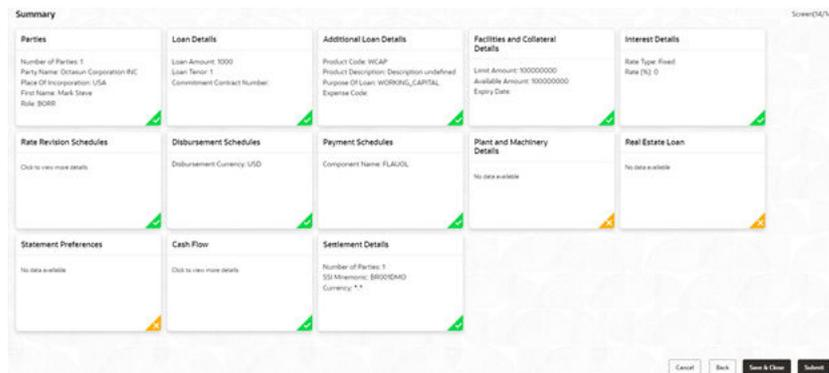 Summary
Screen(14/1
Parties
Number of Parties: 1
Party Name: Octasun Corporation INC
Place Of Incorporation: USA
First Name: Mark Steve
Role: BORR
Loan Details
Loan Amount: 1000
Loan Tenor: 1
Commitment Contract Number:
Additional Loan Details
Product Code: WCAP
Product Description: Description undefined
Purpose Of Loan: WORKING_CAPITAL
Expense Code:
Facilities and Collateral
Details
Limit Amount: 100000000
Available Amount: 100000000
Expiry Date:
Interest Details
Rate Type: Fixed
Rate (%): 0
Rate Revision Schedules
Click to view more details
Disbursement Schedules
Disbursement Currency: USD
Payment Schedules
Component Name: FLAUOL
Plant and Machinery
Details
No data available
Real Estate Loan
No data available
Statement Preferences
No data available
Cash Flow
Click to view more details
Settlement Details
Number of Parties: 1
SSI Mnemonic: BR001DMO
Currency: *.*
Cancel
Back
Save & Close
Submit